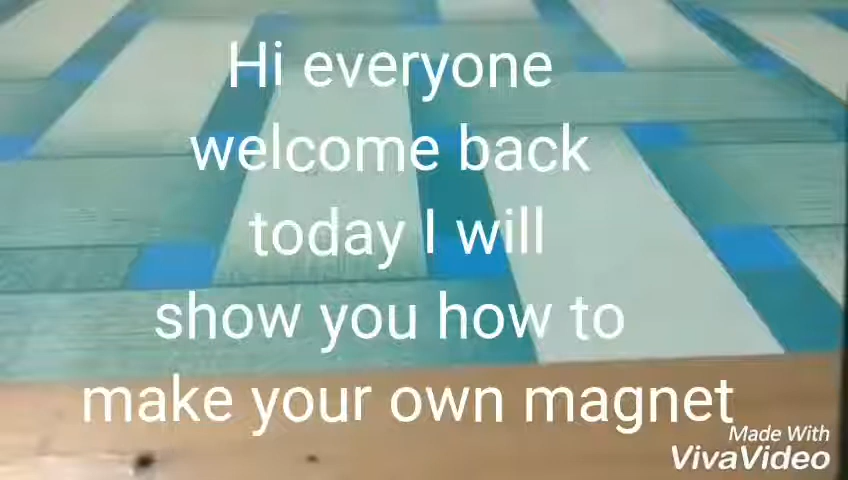 Hi everyone
welcome back
today I will
show you how to
make your own magnet
Made With
VivaVideo